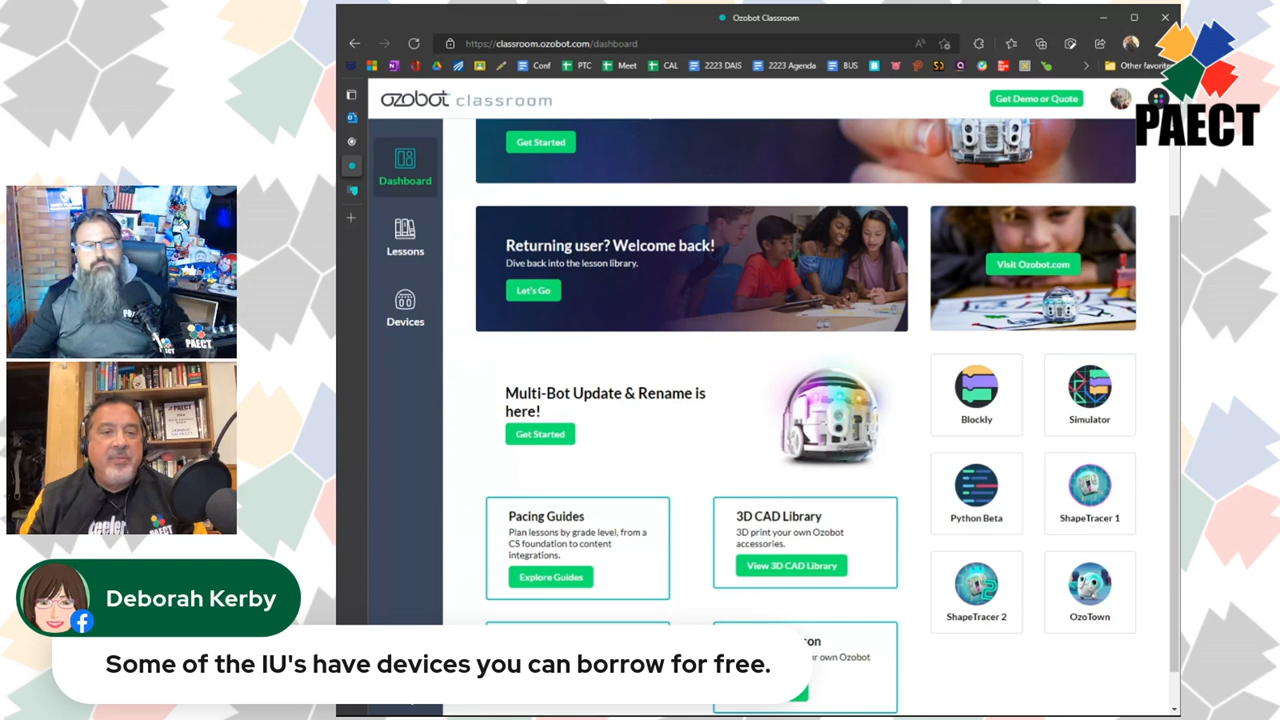 Ozobot Classroom
https://classroom.ozobot.com/dashboard
Conf
PTC
Meet
CAL
2223 DAIS
2223 Agenda
BUS
Other favorites
ozobot classroom
Get Demo or Quote
PAECT
Dashboard
Lessons
Devices
Get Started
Returning user? Welcome back!
Dive back into the lesson library.
Let's Go
Visit Ozobot.com
Multi-Bot Update & Rename is
here!
Get Started
Blockly
Simulator
Python Beta
ShapeTracer 1
ShapeTracer 2
OzoTown
Pacing Guides
Plan lessons by grade level, from a
CS foundation to content
integrations.
Explore Guides
3D CAD Library
3D print your own Ozobot
accessories.
View 3D CAD Library
our own Ozobot
PAECT
PAECT
Deborah Kerby
Some of the IU's have devices you can borrow for free.